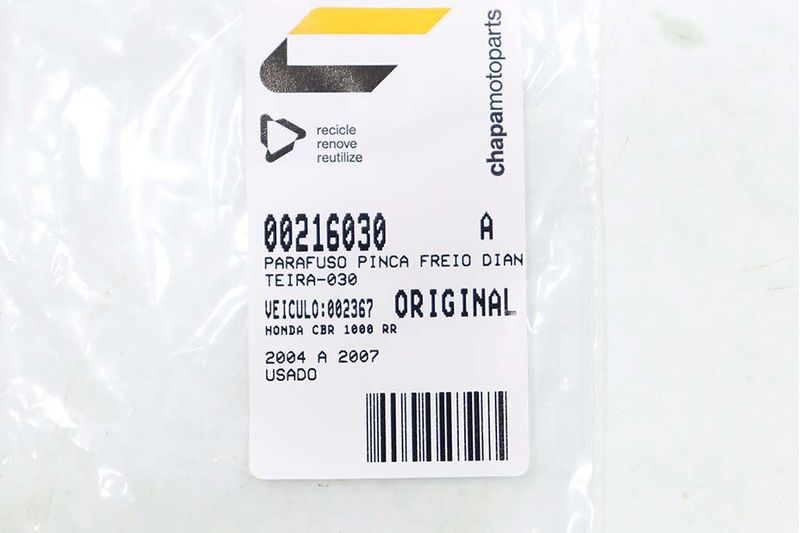 chapamotoparts
recicle
renove
reutilize
00216030 A
PARAFUSO PINCA FREIO DIAN
TEIRA-030
VEICULO:002367 ORIGINAL
HONDA CBR 1000 RR
2004 A 2007
USADO